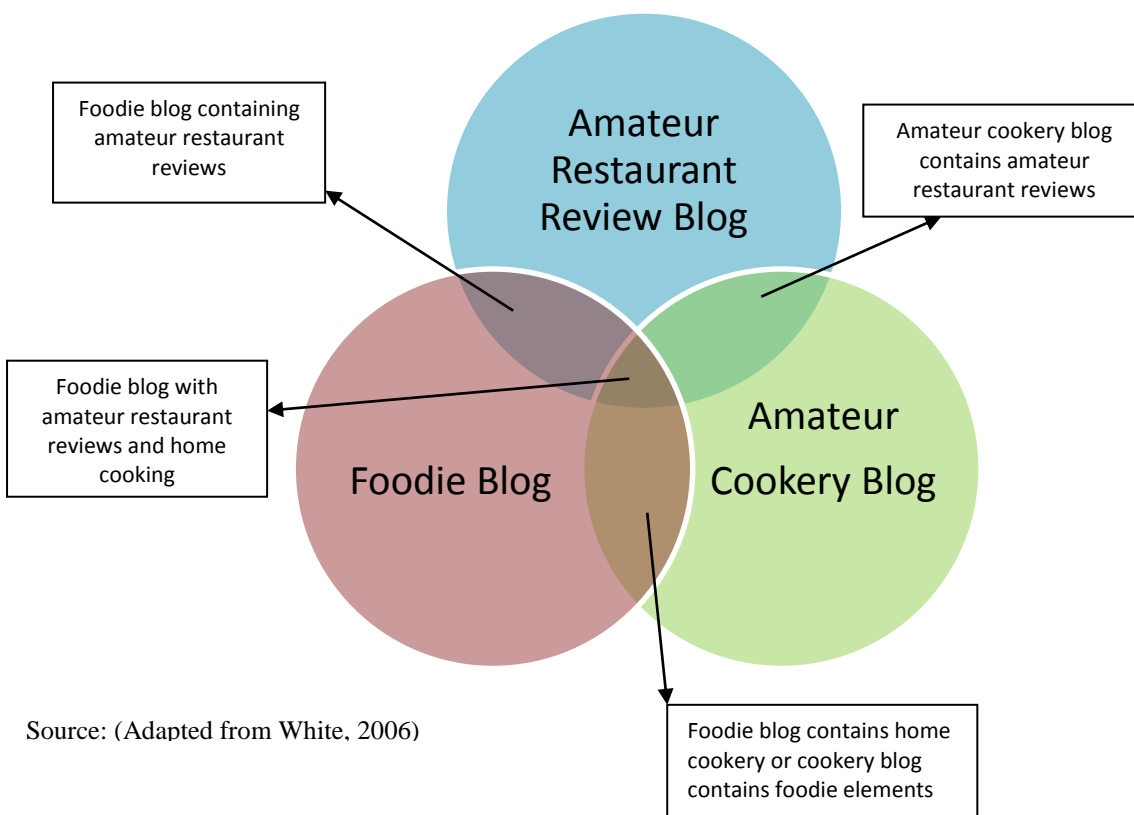 Foodie blog containing
amateur restaurant
reviews
Amateur
Restaurant
Review Blog
Amateur cookery blog
contains amateur
restaurant reviews
Foodie blog with
amateur restaurant
reviews and home
cooking
Foodie Blog
Amateur
Cookery Blog
Source: (Adapted from White, 2006)
Foodie blog contains home
cookery or cookery blog
contains foodie elements